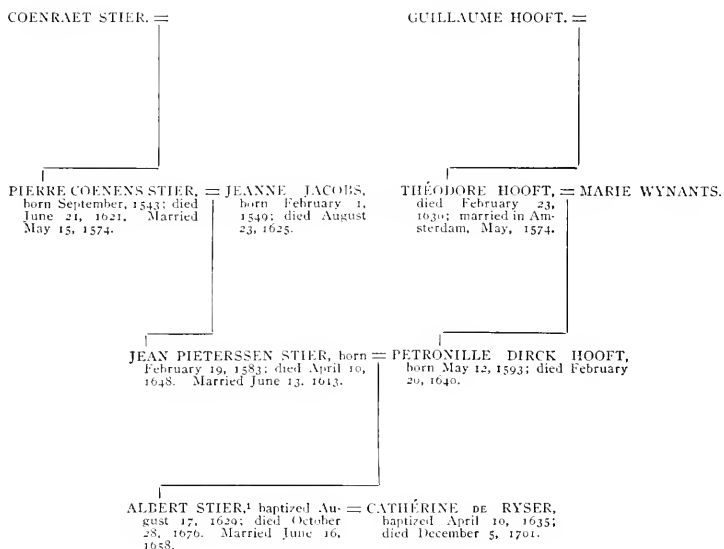 COENRAET STIER. =
GUILLAUME HOOFT. =
PIERRE COENENS STIER,
born September, 1543; died
June 21, 1621. Married
May 15, 1574.
= JEANNE JACOBS,
born February 1,
1549; died August
23, 1625.
THÉODORE HOOFT,
died February 23,
1630; married in Am-
sterdam, May, 1574.
= MARIE WYNANTS.
JEAN PIETERSSEN STIER, born
February 19, 1583; died April 10,
1648. Married June 13, 1613.
= PETRONILLE DIRCK HOOFT,
born May 12, 1593; died February
20, 1640.
ALBERT STIER,¹ baptized Au-
gust 17, 1629; died October
28, 1676. Married June 16,
1658.
= CATHÉRINE DE RYSER,
baptized April 10, 1635;
died December 5, 1701.